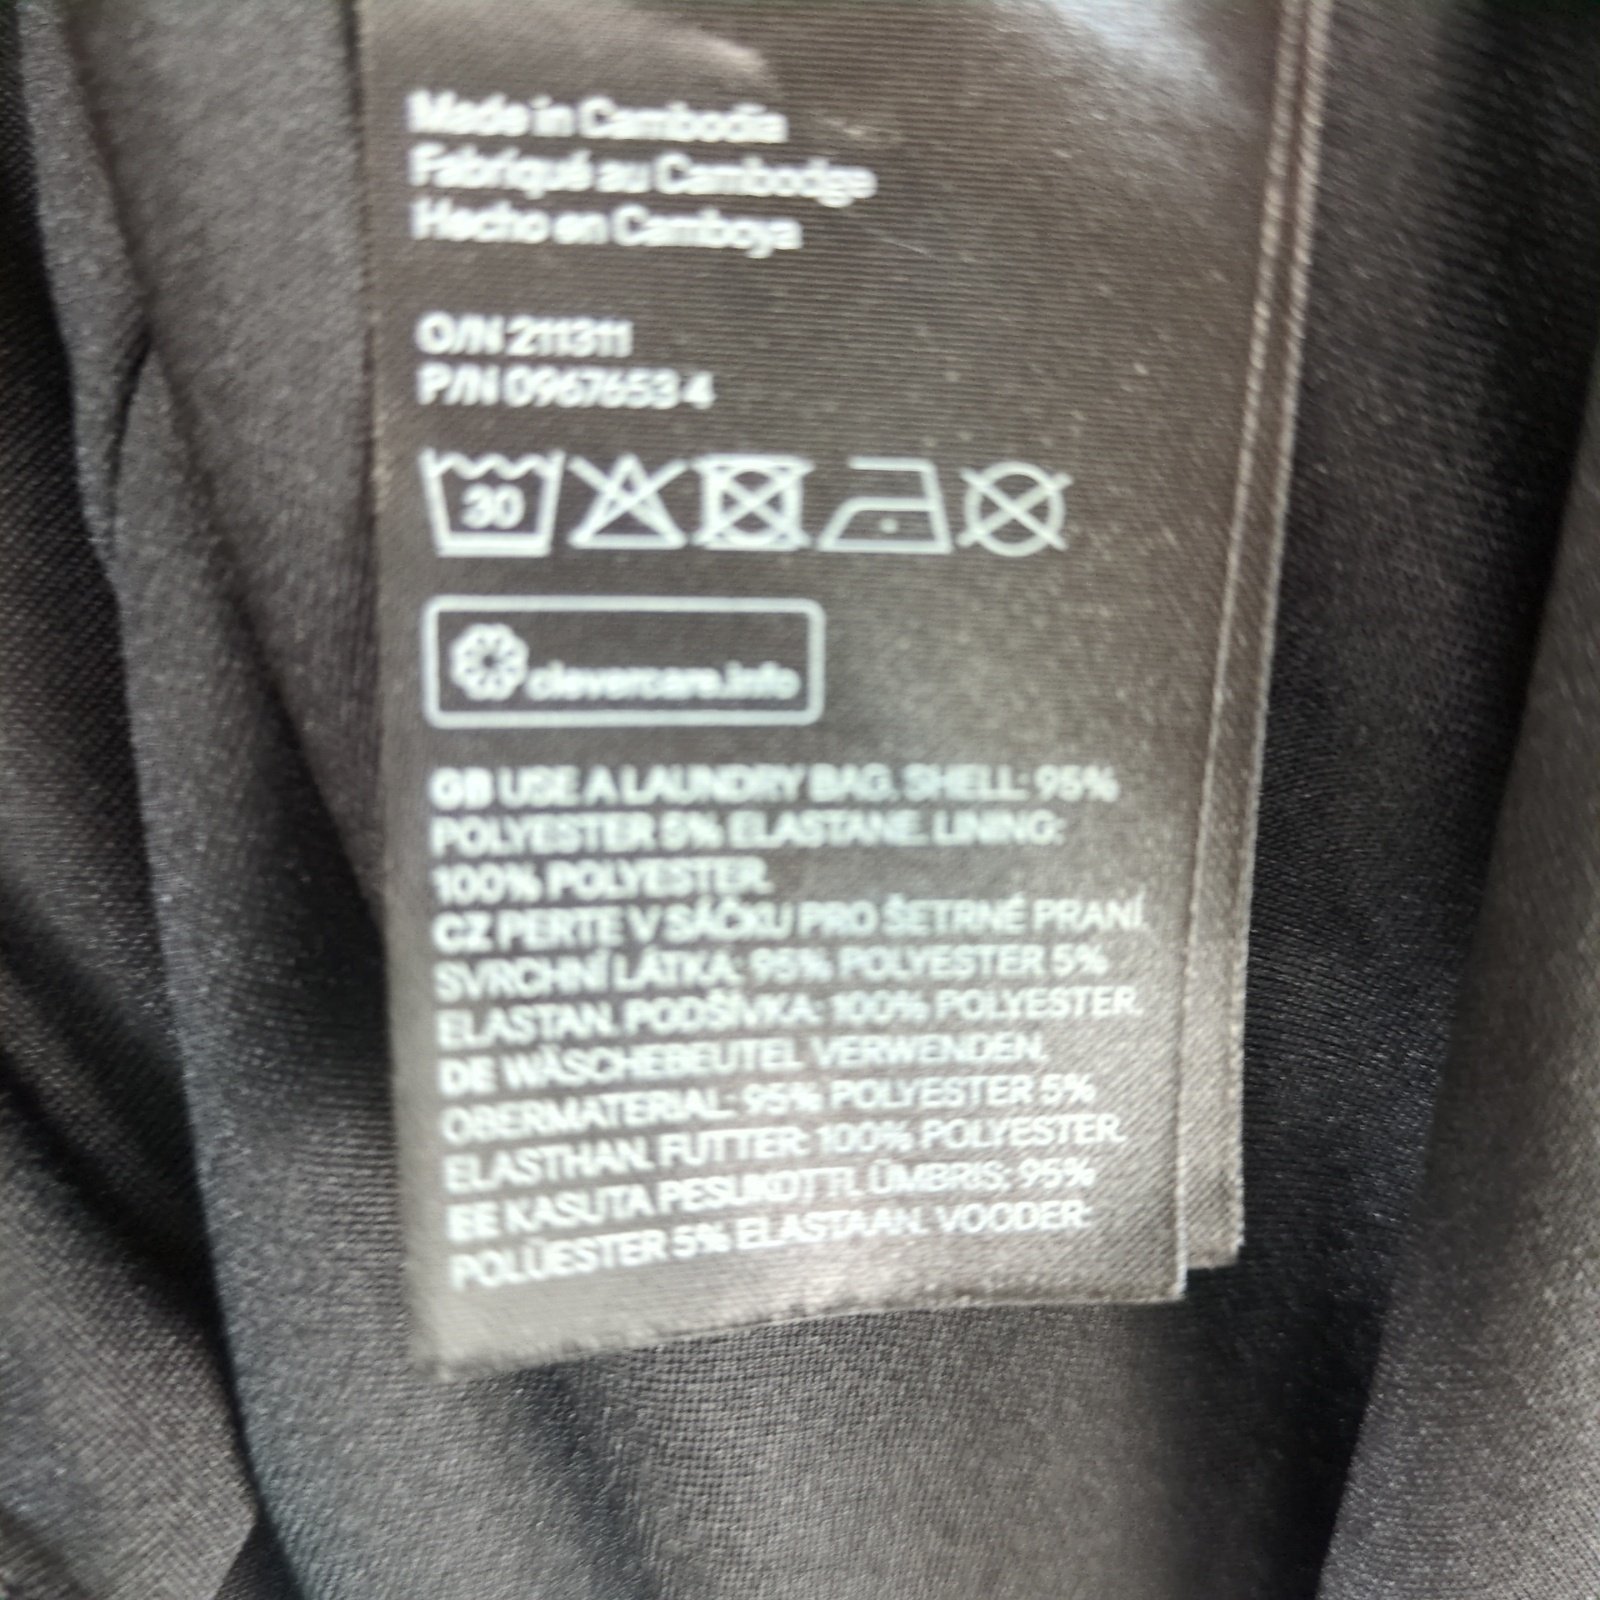 Made in Cambodia
Fabriqué au Cambodge
Hecho en Camboya
O/N 211311
P/N 0967653 4
30
clevercare.info
GB USE A LAUNDRY BAG. SHELL: 95%
POLYESTER 5% ELASTANE. LINING:
100% POLYESTER.
CZ PERTE V SÁČKU PRO ŠETRNÉ PRANÍ.
SVRCHNÍ LÁTKA: 95% POLYESTER 5%
ELASTAN. PODŠÍVKA: 100% POLYESTER.
DE WÄSCHEBEUTEL VERWENDEN.
OBERMATERIAL: 95% POLYESTER 5%
ELASTHAN. FUTTER: 100% POLYESTER.
EE KASUTA PESUKOTTI. ÜMBRIS: 95%
POLÜESTER 5% ELASTAAN. VOODER: